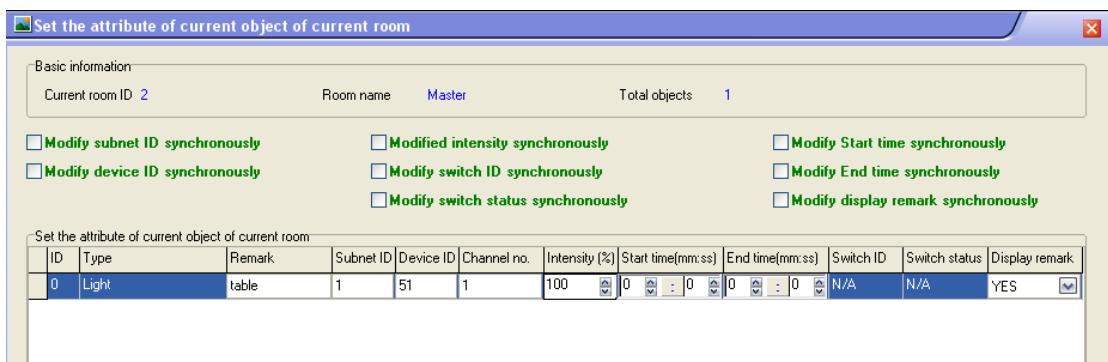 Set the attribute of current object of current room
Basic information
Current room ID 2 Room name Master Total objects 1
Modify subnet ID synchronously Modified intensity synchronously Modify Start time synchronously
Modify device ID synchronously Modify switch ID synchronously Modify End time synchronously
Modify switch status synchronously Modify display remark synchronously
Set the attribute of current object of current room
ID Type Remark Subnet ID Device ID Channel no. Intensity (%) Start time(mm:ss) End time(mm:ss) Switch ID Switch status Display remark
0 Light table 1 51 1 100 0 : 0 0 : 0 N/A N/A YES